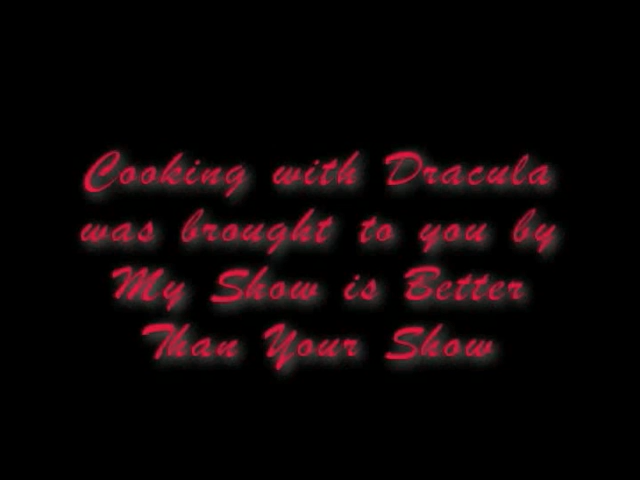 Cooking with Dracula
was brought to you by
My Show is Better
Than Your Show